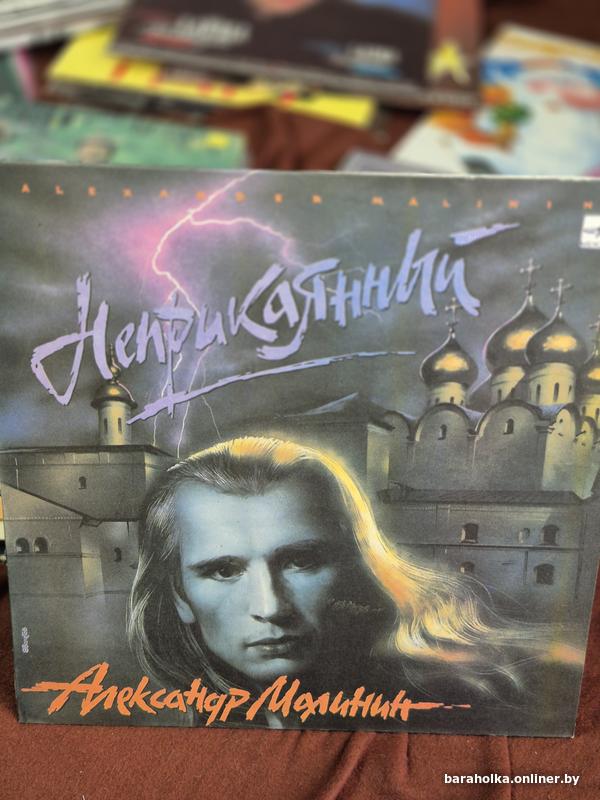 ALEXANDER MALININ
Неприкаянный
Александр Малинин
baraholka.onliner.by